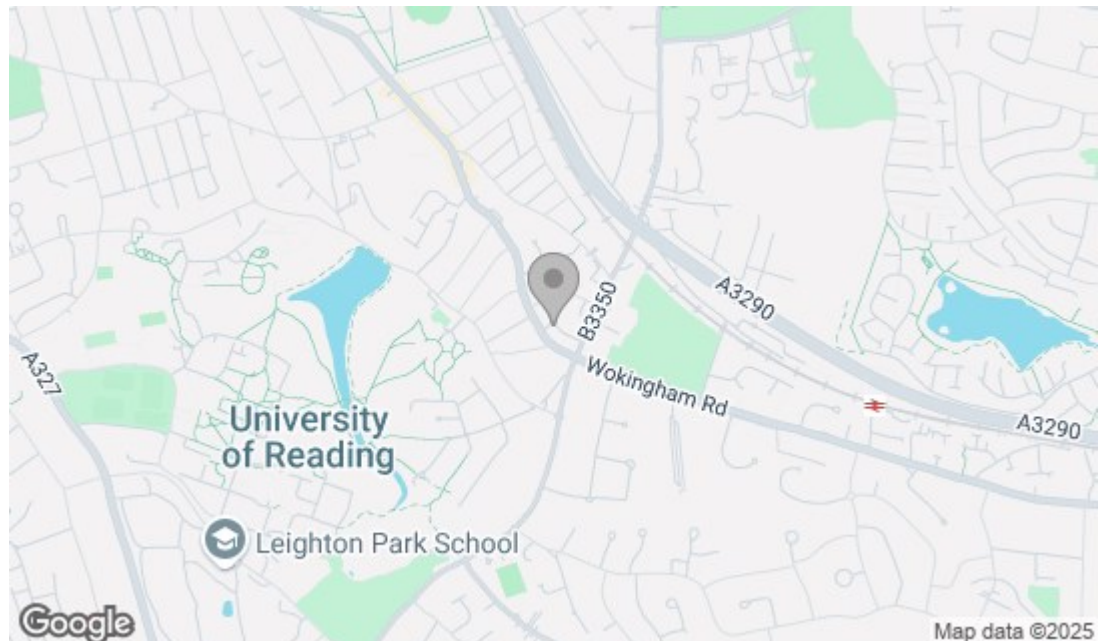 A3290
B3350
Wokingham Rd
A327
A3290
University
of Reading
Leighton Park School
Google
Map data ©2025